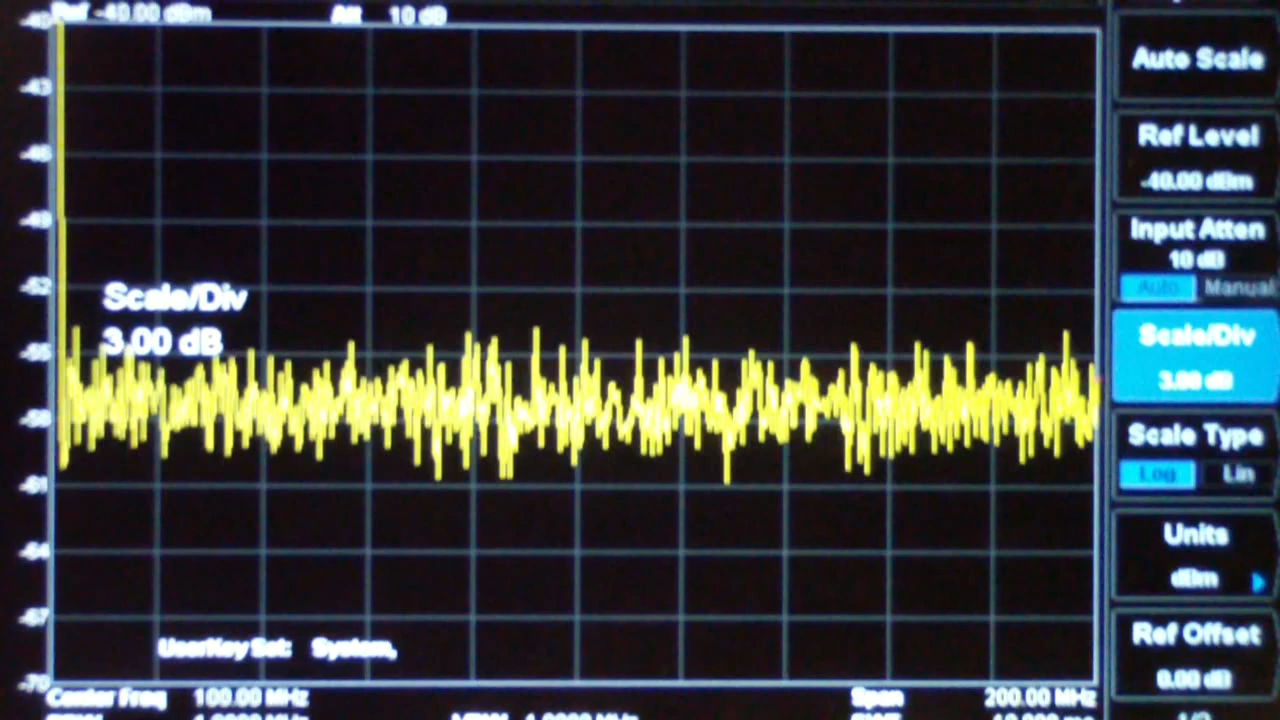 Ref -40.00 dBm Att 10 dB
-40
-43
-46
-49
-52
-55
-58
-61
-64
-67
-70
Scale/Div
3.00 dB
UserKey Set: System,
Center Freq 100.00 MHz Span 200.00 MHz
Auto Scale
Ref Level
-40.00 dBm
Input Atten
10 dB
Auto Manual
Scale/Div
3.00 dB
Scale Type
Log Lin
Units
dBm
Ref Offset
0.00 dB